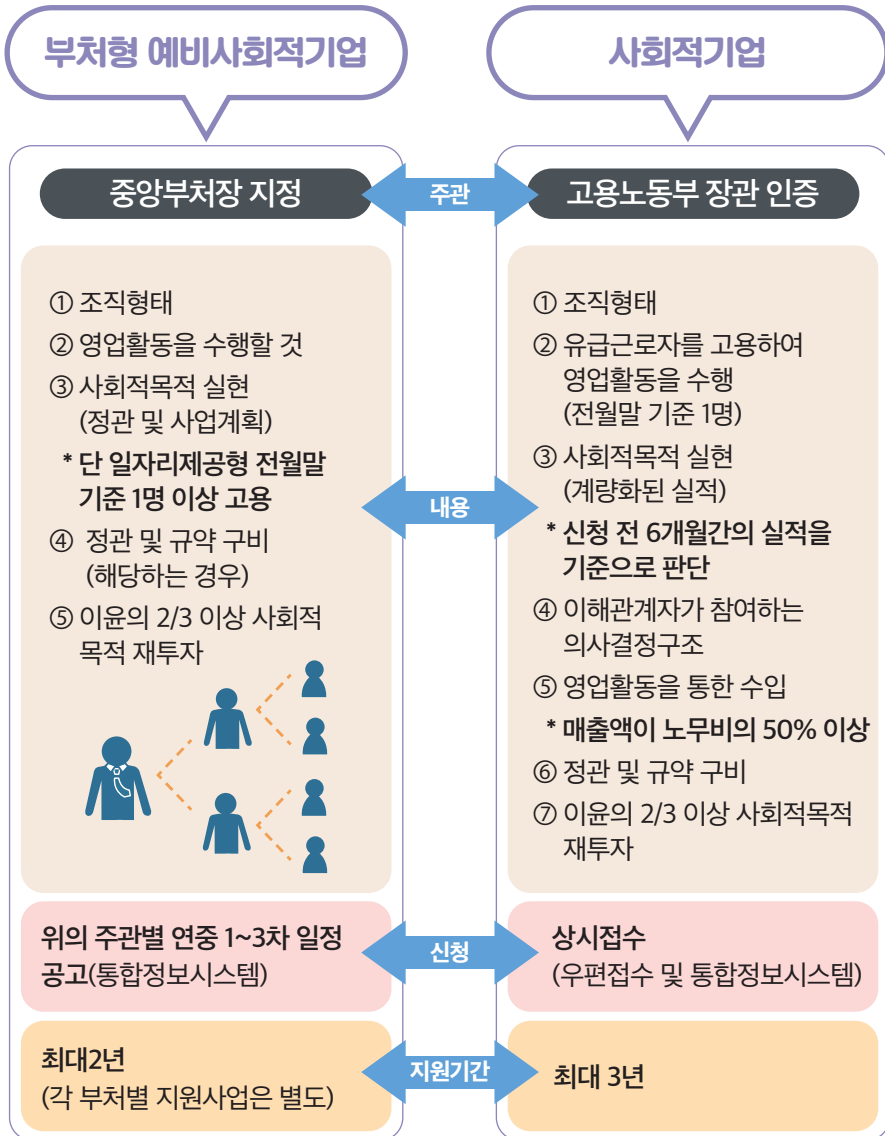 부처형 예비사회적기업
사회적기업
중앙부처장 지정
주관
고용노동부 장관 인증
① 조직형태
② 영업활동을 수행할 것
③ 사회적목적 실현
(정관 및 사업계획)
* 단 일자리제공형 전월말
기준 1명 이상 고용
④ 정관 및 규약 구비
(해당하는 경우)
⑤ 이윤의 2/3 이상 사회적
목적 재투자
내용
① 조직형태
② 유급근로자를 고용하여
영업활동을 수행
(전월말 기준 1명)
③ 사회적목적 실현
(계량화된 실적)
* 신청 전 6개월간의 실적을
기준으로 판단
④ 이해관계자가 참여하는
의사결정구조
⑤ 영업활동을 통한 수입
* 매출액이 노무비의 50% 이상
⑥ 정관 및 규약 구비
⑦ 이윤의 2/3 이상 사회적목적
재투자
위의 주관별 연중 1~3차 일정
공고(통합정보시스템)
신청
상시접수
(우편접수 및 통합정보시스템)
최대2년
(각 부처별 지원사업은 별도)
지원기간
최대 3년